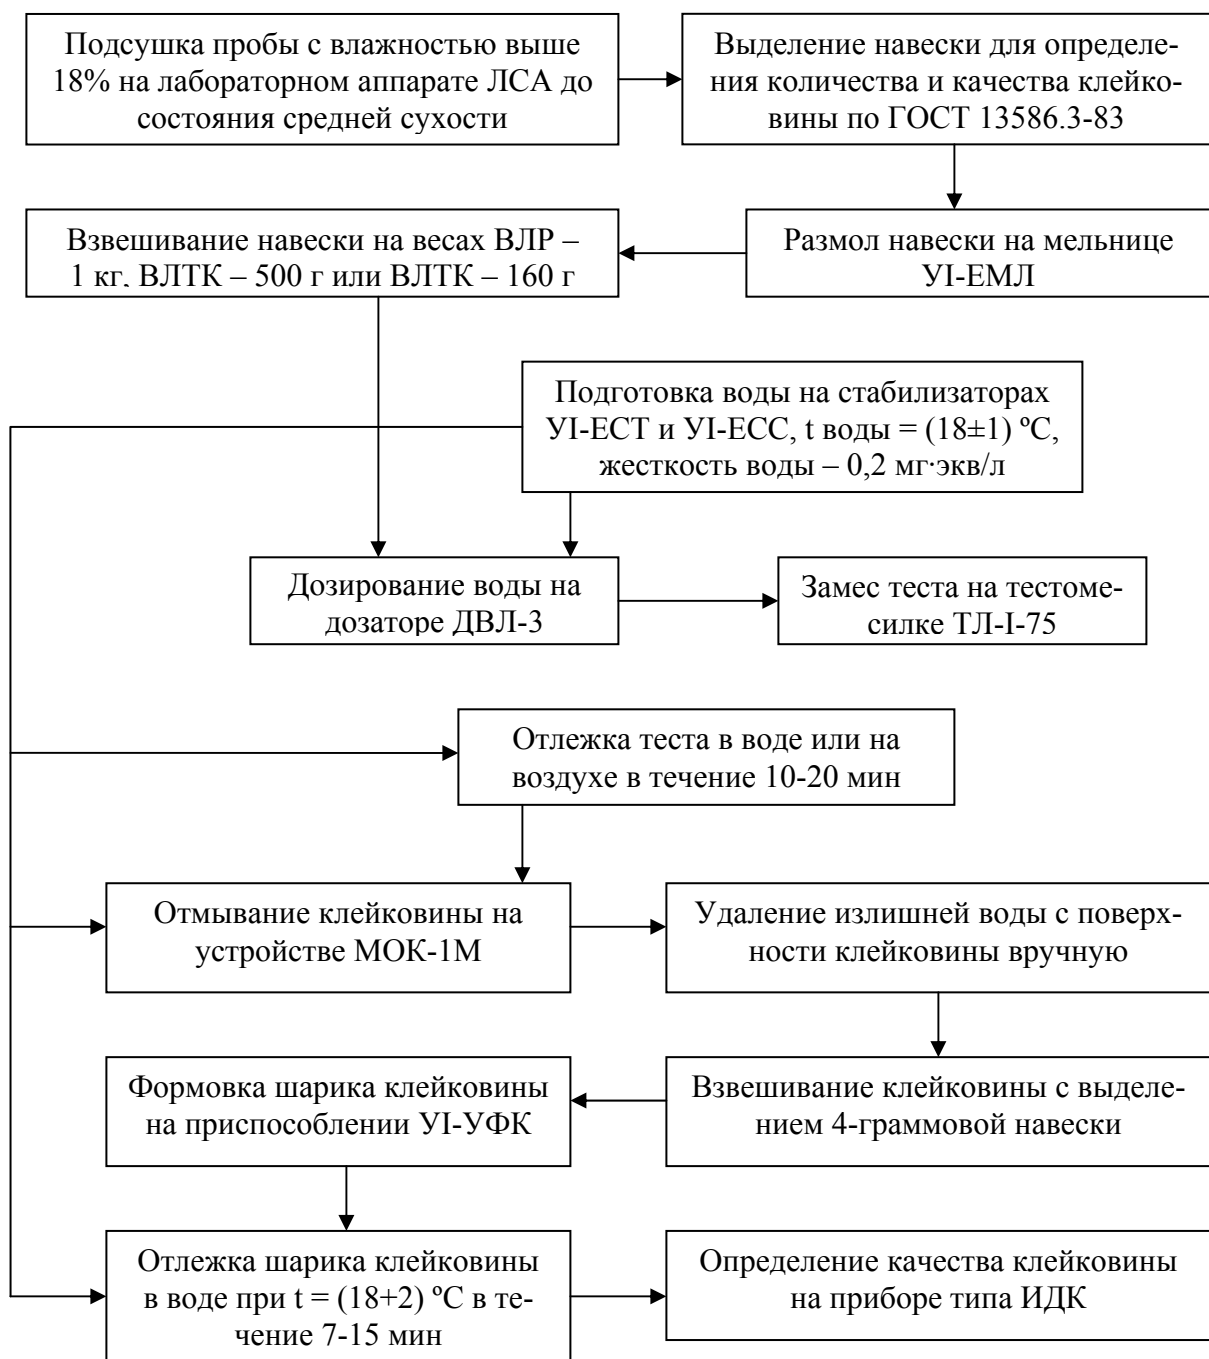 Подсушка пробы с влажностью выше
18% на лабораторном аппарате ЛСА до
состояния средней сухости
Выделение навески для определе-
ния количества и качества клейко-
вины по ГОСТ 13586.3-83
Взвешивание навески на весах ВЛР –
1 кг, ВЛТК – 500 г или ВЛТК – 160 г
Размол навески на мельнице
УI-ЕМЛ
Подготовка воды на стабилизаторах
УI-ЕСТ и УI-ЕСС, t воды = (18±1) ºС,
жесткость воды – 0,2 мг·экв/л
Дозирование воды на
дозаторе ДВЛ-3
Замес теста на тестоме-
силке ТЛ-I-75
Отлежка теста в воде или на
воздухе в течение 10-20 мин
Отмывание клейковины на
устройстве МОК-1М
Удаление излишней воды с поверх-
ности клейковины вручную
Формовка шарика клейковины
на приспособлении УI-УФК
Взвешивание клейковины с выделе-
нием 4-граммовой навески
Отлежка шарика клейковины
в воде при t = (18+2) ºС в те-
чение 7-15 мин
Определение качества клейковины
на приборе типа ИДК